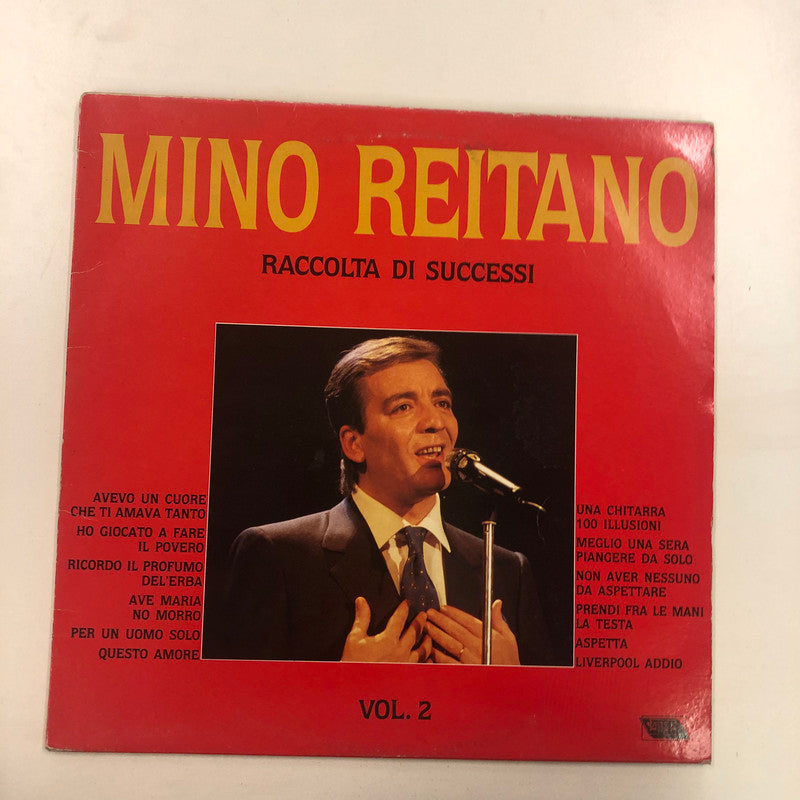 MINO REITANO
RACCOLTA DI SUCCESSI
AVEVO UN CUORE
CHE TI AMAVA TANTO
HO GIOCATO A FARE
IL POVERO
RICORDO IL PROFUMO
DEL'ERBA
AVE MARIA
NO MORRO
PER UN UOMO SOLO
QUESTO AMORE
UNA CHITARRA
100 ILLUSIONI
MEGLIO UNA SERA
PIANGERE DA SOLO
NON AVER NESSUNO
DA ASPETTARE
PRENDI FRA LE MANI
LA TESTA
ASPETTA
LIVERPOOL ADDIO
VOL. 2